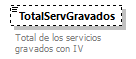 TotalServGravados
Total de los servicios
gravados con IV